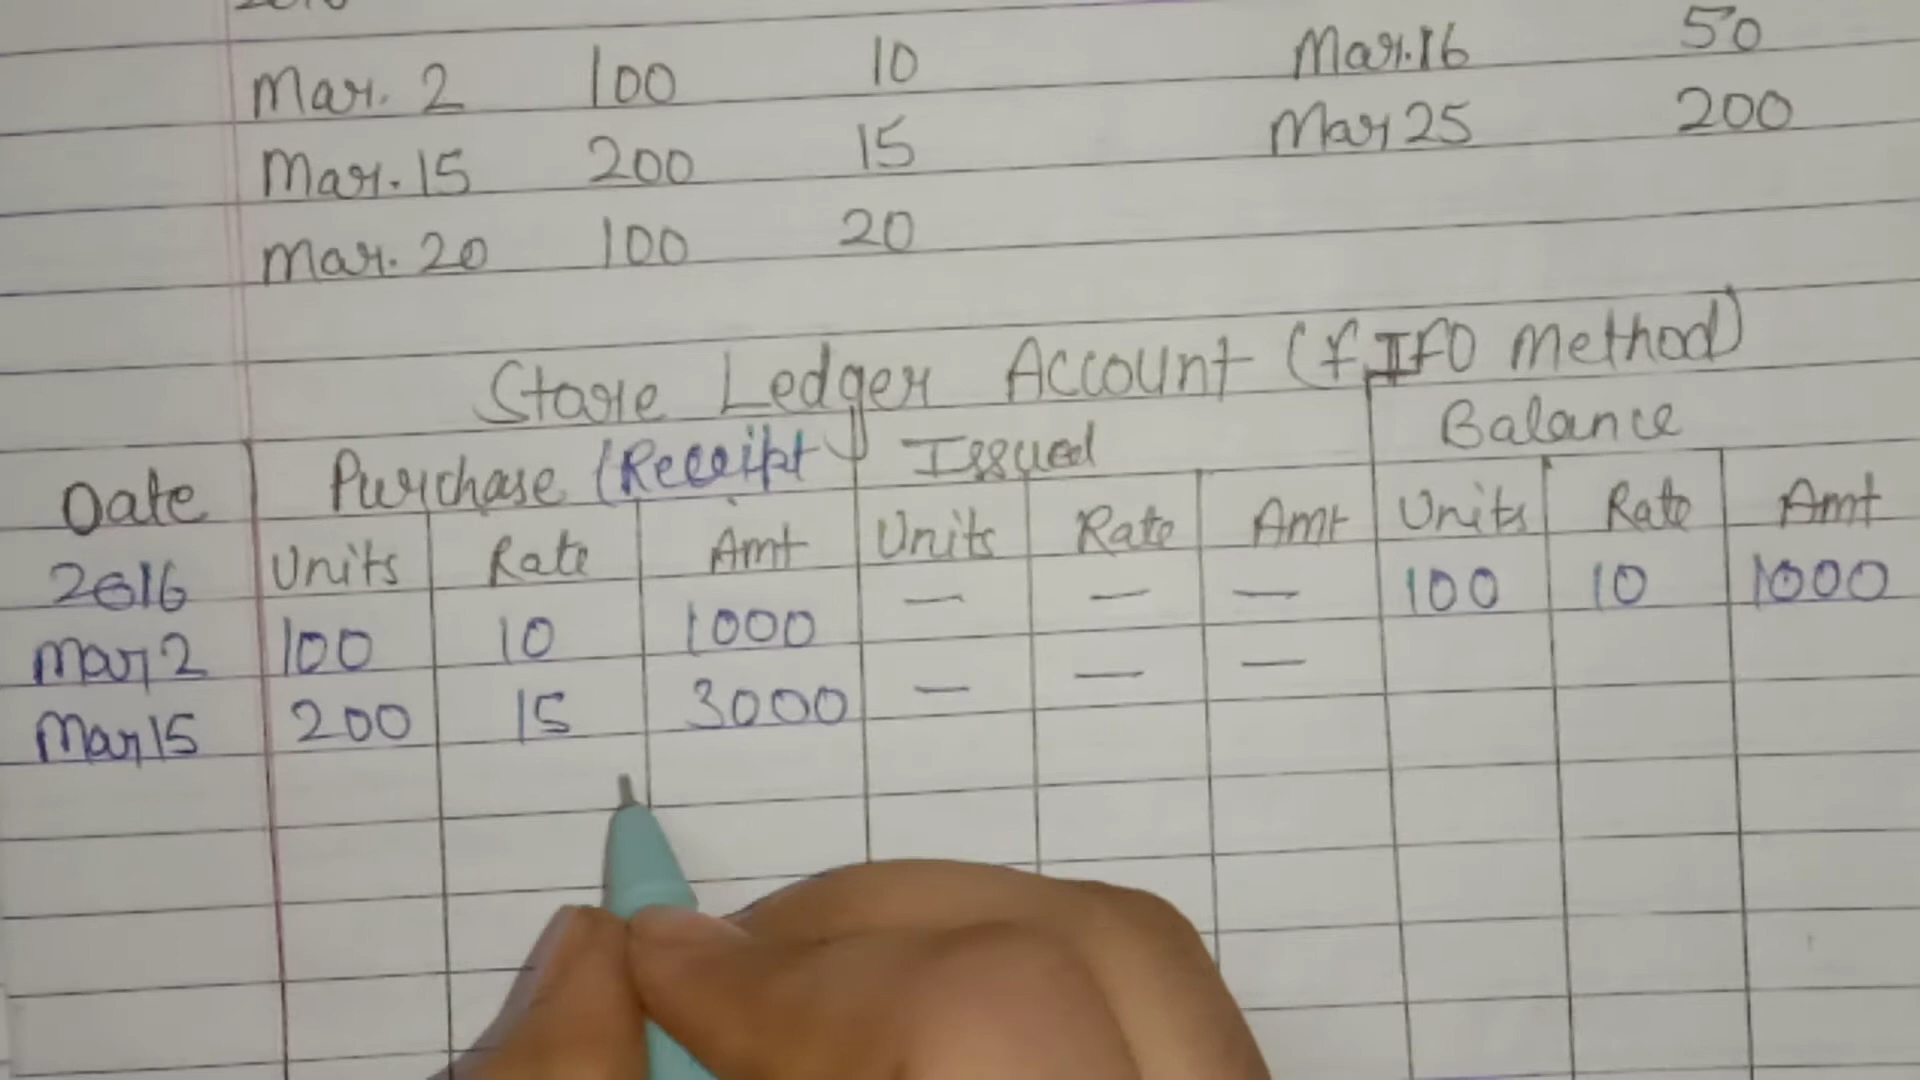 Mar. 2 100 10 Mar. 16 50
Mar. 15 200 15 Mar 25 200
Mar. 20 100 20
Store Ledger Account (FIFO Method)
Date Purchase (Receipt) Issued Balance
2016 Units Rate Amt Units Rate Amt Units Rate Amt
Mar 2 100 10 1000 — — — 100 10 1000
Mar 15 200 15 3000 — — —